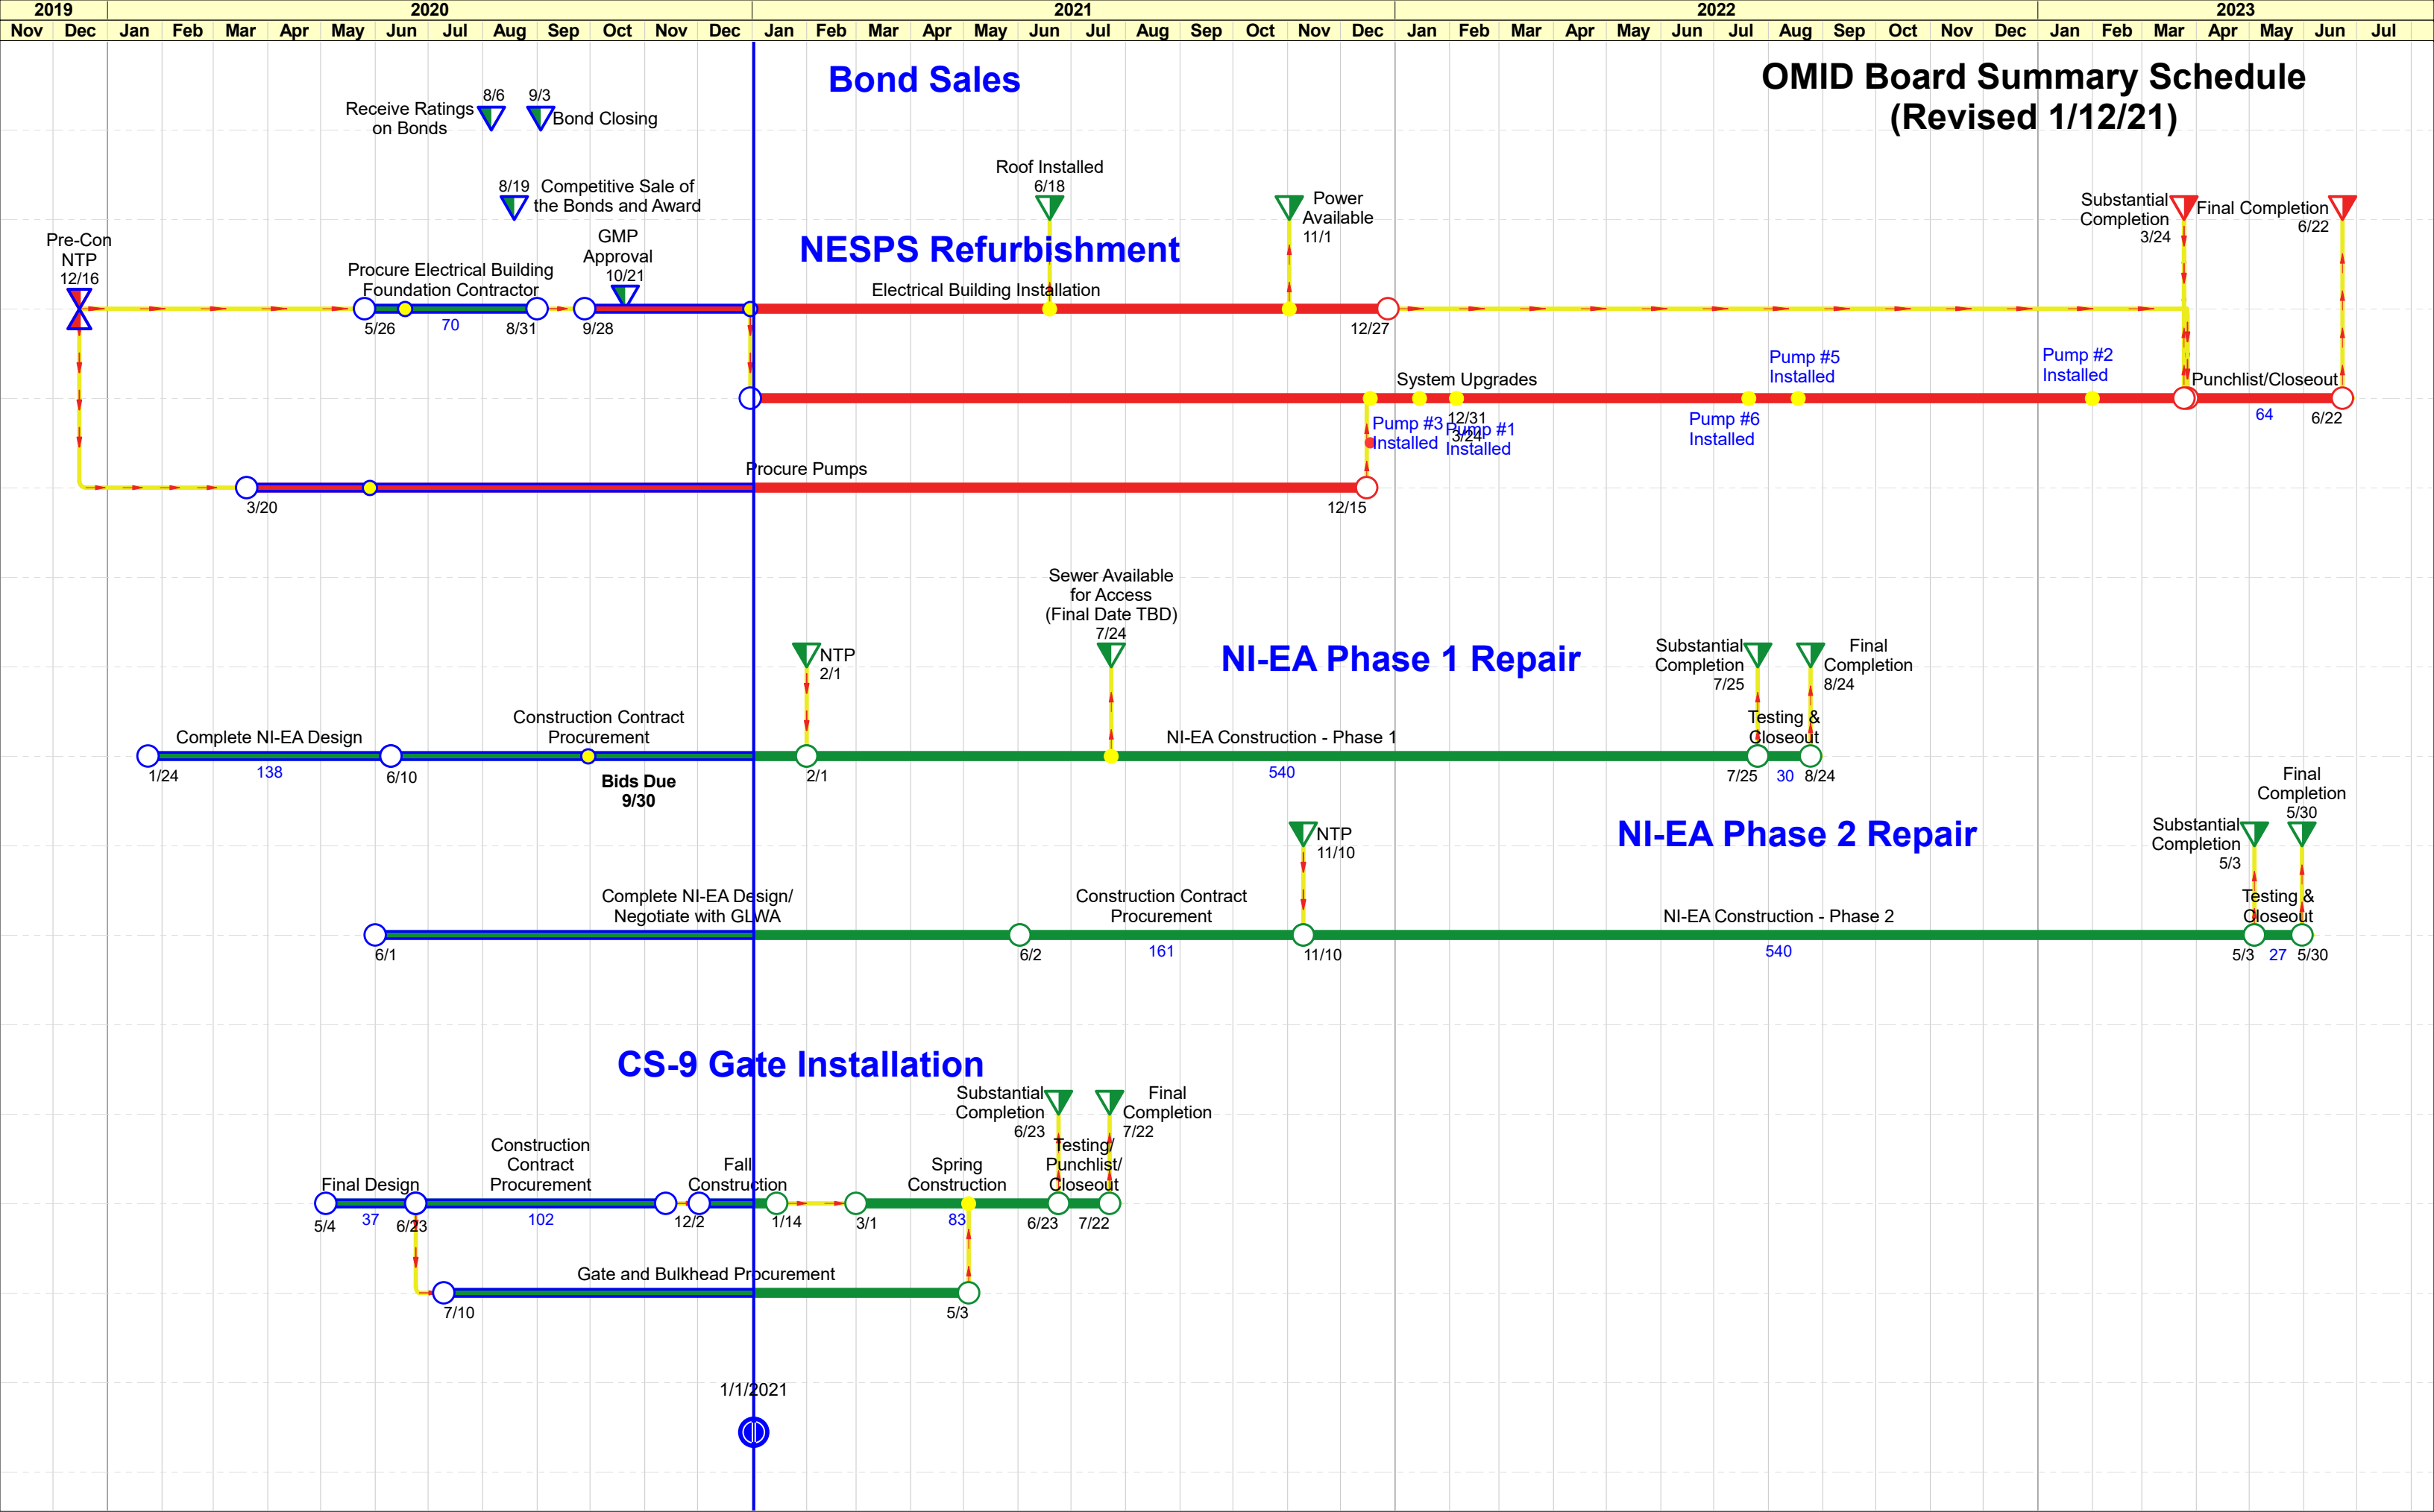 2019 2020 2021 2022 2023
Nov Dec Jan Feb Mar Apr May Jun Jul Aug Sep Oct Nov Dec Jan Feb Mar Apr May Jun Jul Aug Sep Oct Nov Dec Jan Feb Mar Apr May Jun Jul Aug Sep Oct Nov Dec Jan Feb Mar Apr May Jun Jul
Bond Sales
OMID Board Summary Schedule
(Revised 1/12/21)
8/6
Receive Ratings
on Bonds
9/3
Bond Closing
8/19
Competitive Sale of
the Bonds and Award
NESPS Refurbishment
Pre-Con
NTP
12/16
Procure Electrical Building
Foundation Contractor
5/26
70
8/31
GMP
Approval
10/21
9/28
Electrical Building Installation
12/27
Roof Installed
6/18
Power
Available
11/1
Substantial
Completion
3/24
Final Completion
6/22
System Upgrades
12/31
3/24
Pump #3
Installed
Pump #1
Installed
Pump #6
Installed
Pump #5
Installed
Pump #2
Installed
Punchlist/Closeout
64
6/22
Procure Pumps
3/20
12/15
NI-EA Phase 1 Repair
Sewer Available
for Access
(Final Date TBD)
7/24
NTP
2/1
Substantial
Completion
7/25
Final
Completion
8/24
Complete NI-EA Design
1/24
138
6/10
Construction Contract
Procurement
Bids Due
9/30
2/1
NI-EA Construction - Phase 1
540
Testing &
Closeout
7/25
30
8/24
NI-EA Phase 2 Repair
NTP
11/10
Substantial
Completion
5/3
Final
Completion
5/30
Complete NI-EA Design/
Negotiate with GLWA
6/1
6/2
Construction Contract
Procurement
161
11/10
NI-EA Construction - Phase 2
540
Testing &
Closeout
5/3
27
5/30
CS-9 Gate Installation
Substantial
Completion
6/23
Final
Completion
7/22
Final Design
5/4
37
6/23
Construction
Contract
Procurement
102
Fall
Construction
12/2
1/14
Spring
Construction
3/1
83
6/23
Testing/
Punchlist/
Closeout
7/22
Gate and Bulkhead Procurement
7/10
5/3
1/1/2021